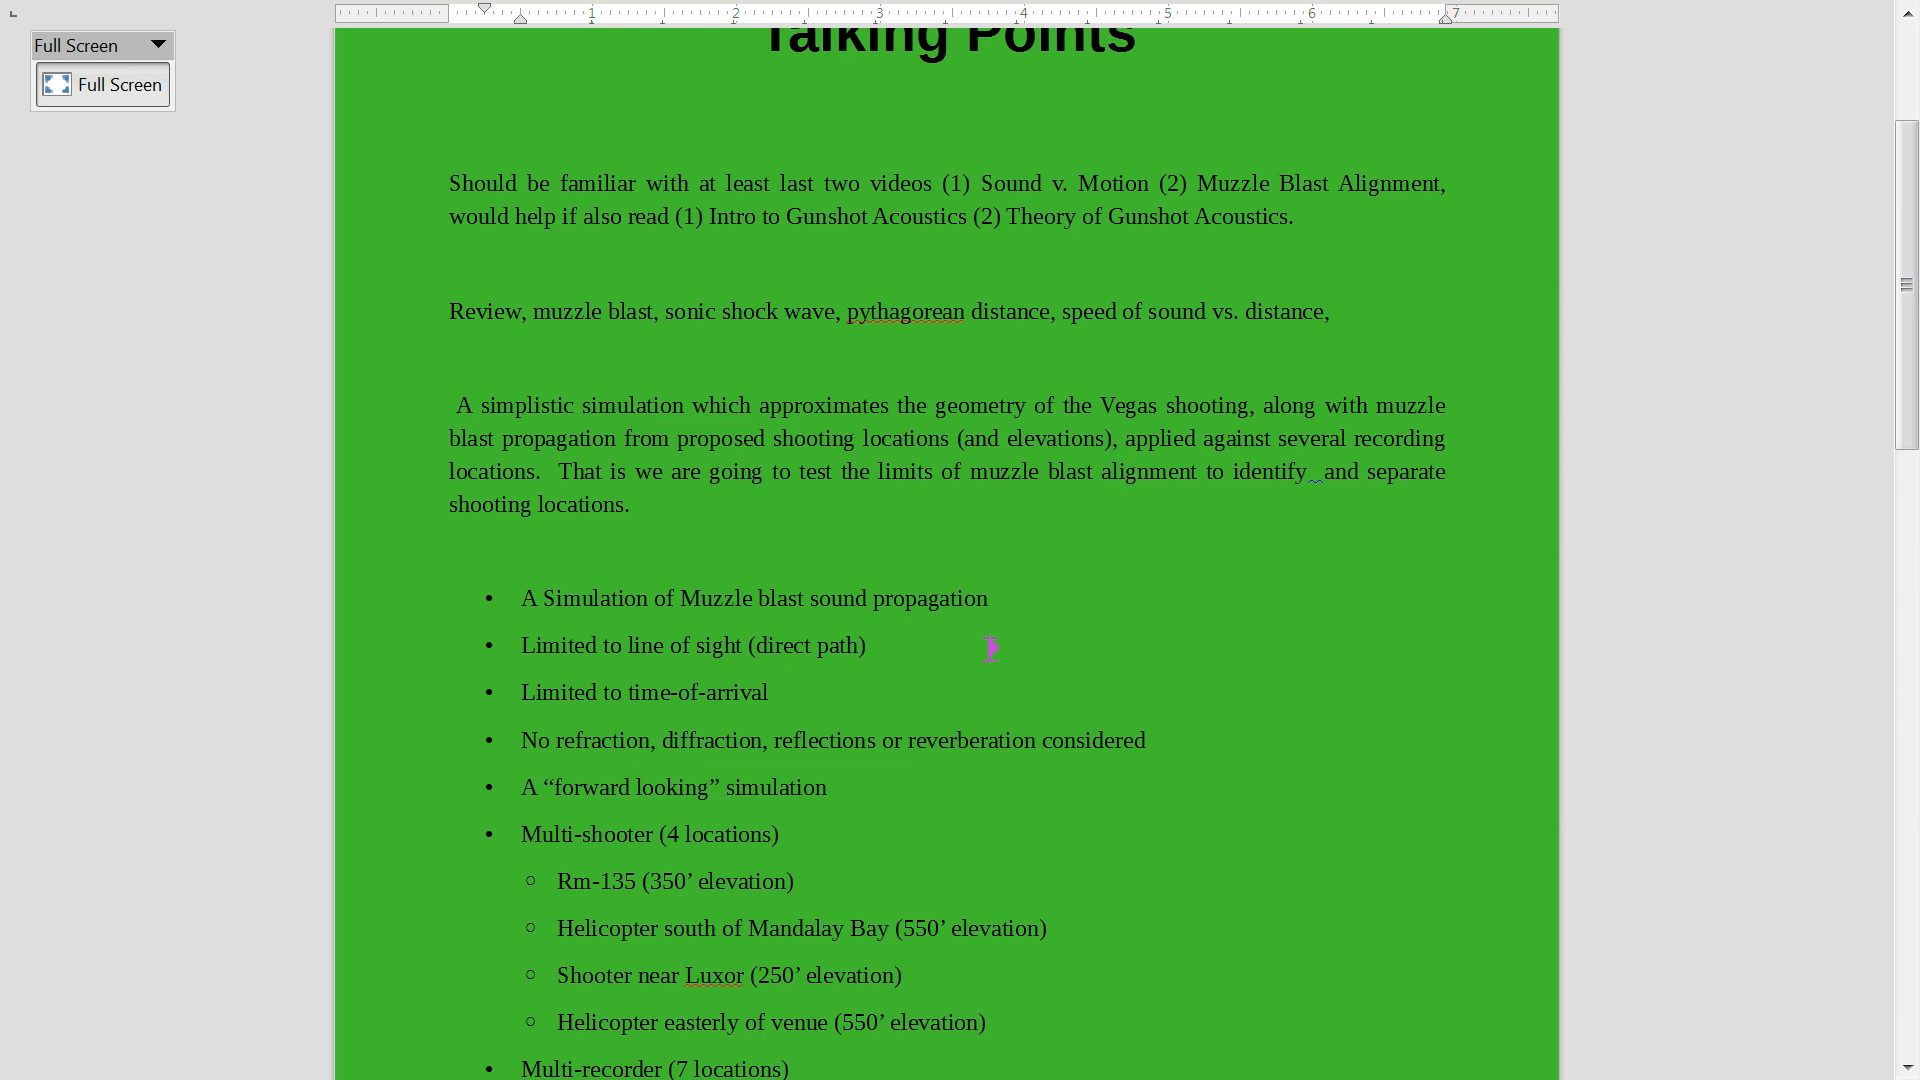 1 2 3 4 5 6 7
Full Screen
Full Screen
Talking Points
Should be familiar with at least last two videos (1) Sound v. Motion (2) Muzzle Blast Alignment,
would help if also read (1) Intro to Gunshot Acoustics (2) Theory of Gunshot Acoustics.
Review, muzzle blast, sonic shock wave, pythagorean distance, speed of sound vs. distance,
A simplistic simulation which approximates the geometry of the Vegas shooting, along with muzzle
blast propagation from proposed shooting locations (and elevations), applied against several recording
locations.  That is we are going to test the limits of muzzle blast alignment to identify  and separate
shooting locations.
• A Simulation of Muzzle blast sound propagation
• Limited to line of sight (direct path)
• Limited to time-of-arrival
• No refraction, diffraction, reflections or reverberation considered
• A “forward looking” simulation
• Multi-shooter (4 locations)
○ Rm-135 (350’ elevation)
○ Helicopter south of Mandalay Bay (550’ elevation)
○ Shooter near Luxor (250’ elevation)
○ Helicopter easterly of venue (550’ elevation)
• Multi-recorder (7 locations)